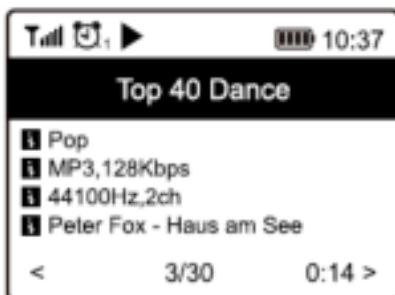 1 10:37
Top 40 Dance
i Pop
i MP3,128Kbps
i 44100Hz,2ch
i Peter Fox - Haus am See
< 3/30 0:14 >